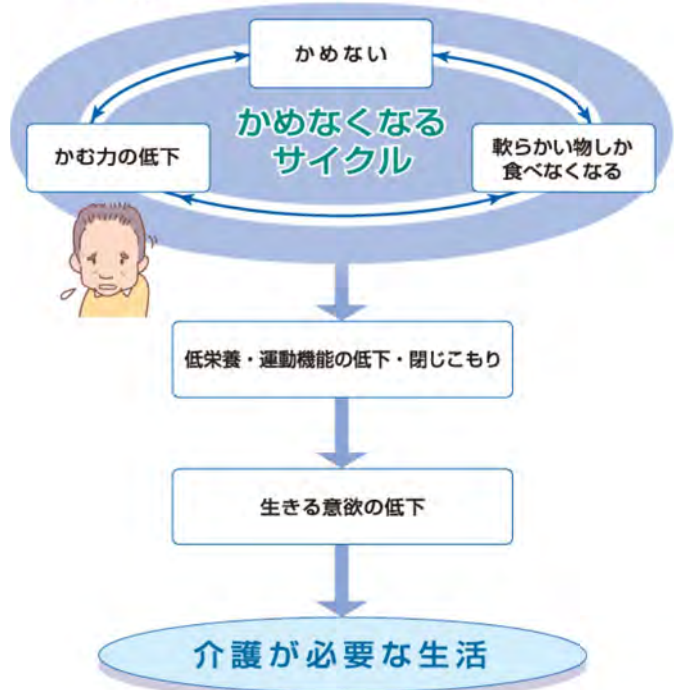 かめない
かめなくなる
サイクル
かむ力の低下
軟らかい物しか
食べなくなる
低栄養・運動機能の低下・閉じこもり
生きる意欲の低下
介護が必要な生活